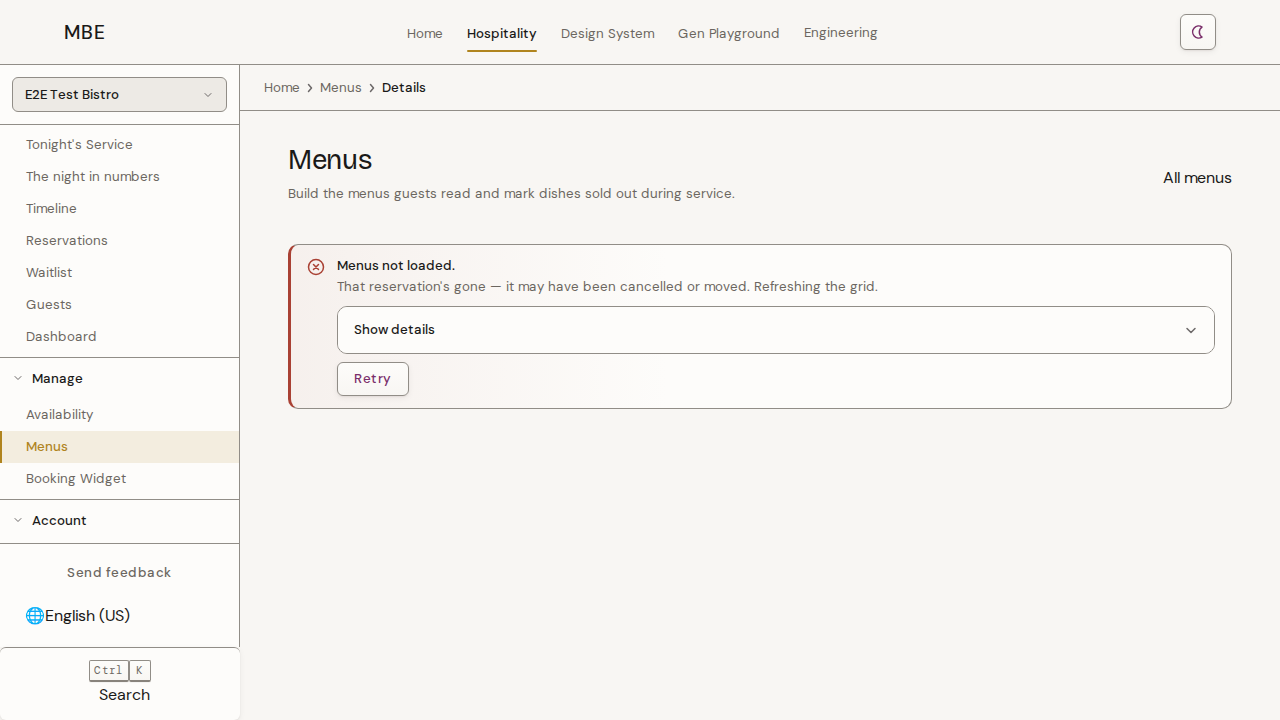 MBE
Home
Hospitality
Design System
Gen Playground
Engineering
E2E Test Bistro
Tonight's Service
The night in numbers
Timeline
Reservations
Waitlist
Guests
Dashboard
Manage
Availability
Menus
Booking Widget
Account
Send feedback
English (US)
Ctrl K
Search
Home > Menus > Details
Menus
Build the menus guests read and mark dishes sold out during service.
All menus
Menus not loaded.
That reservation's gone — it may have been cancelled or moved. Refreshing the grid.
Show details
Retry